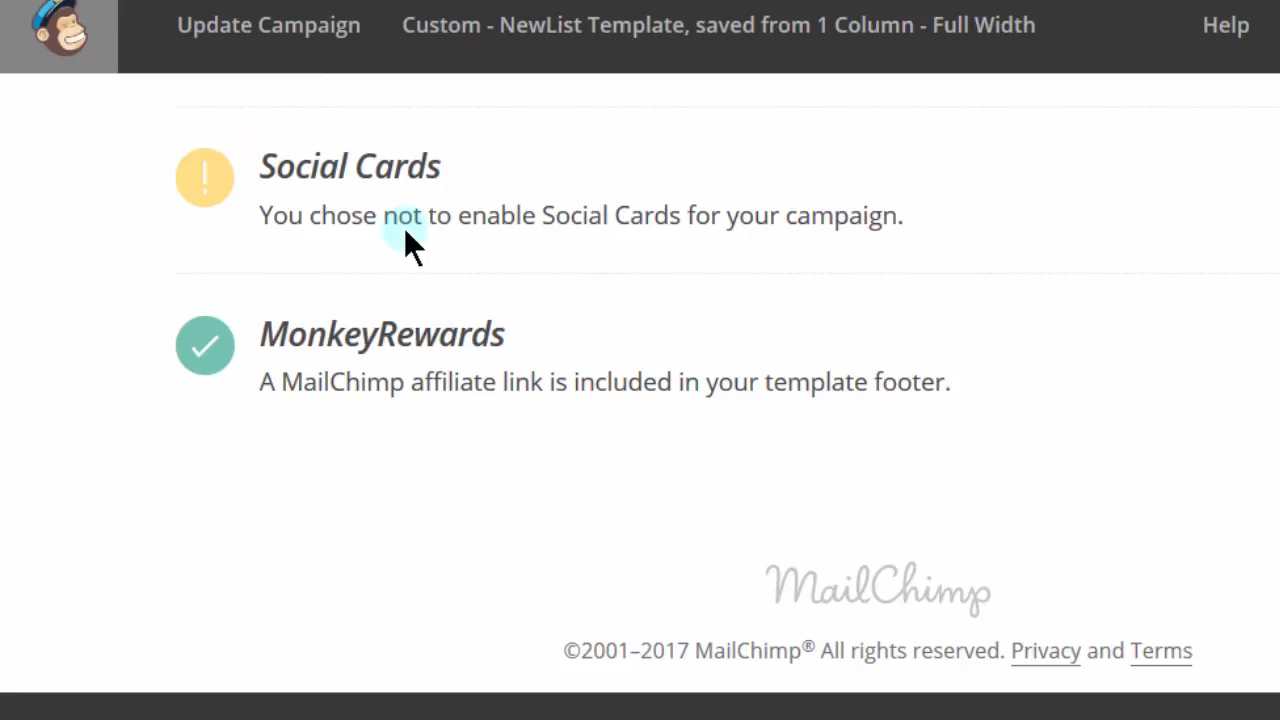 Update Campaign Custom - NewList Template, saved from 1 Column - Full Width Help
Social Cards
You chose not to enable Social Cards for your campaign.
MonkeyRewards
A MailChimp affiliate link is included in your template footer.
MailChimp
©2001–2017 MailChimp® All rights reserved. Privacy and Terms